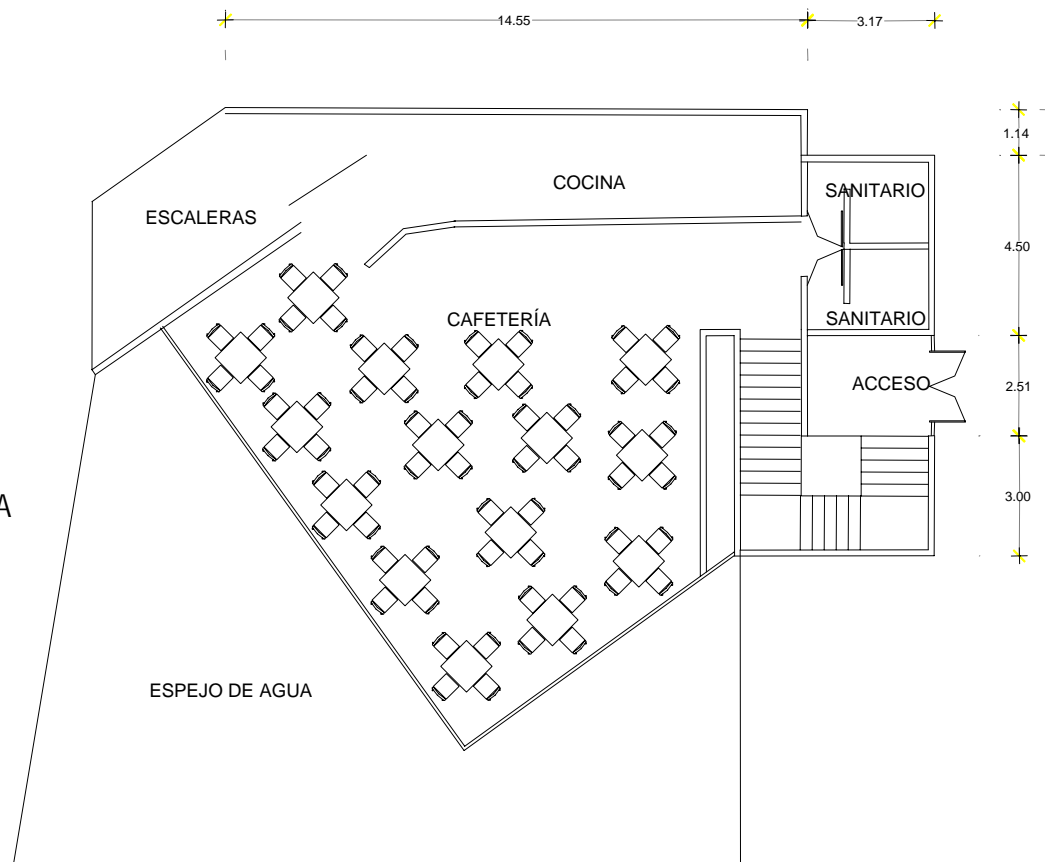 14.55
3.17
1.14
SANITARIO
COCINA
ESCALERAS
4.50
CAFETERÍA
SANITARIO
ACCESO
2.51
3.00
A
ESPEJO DE AGUA